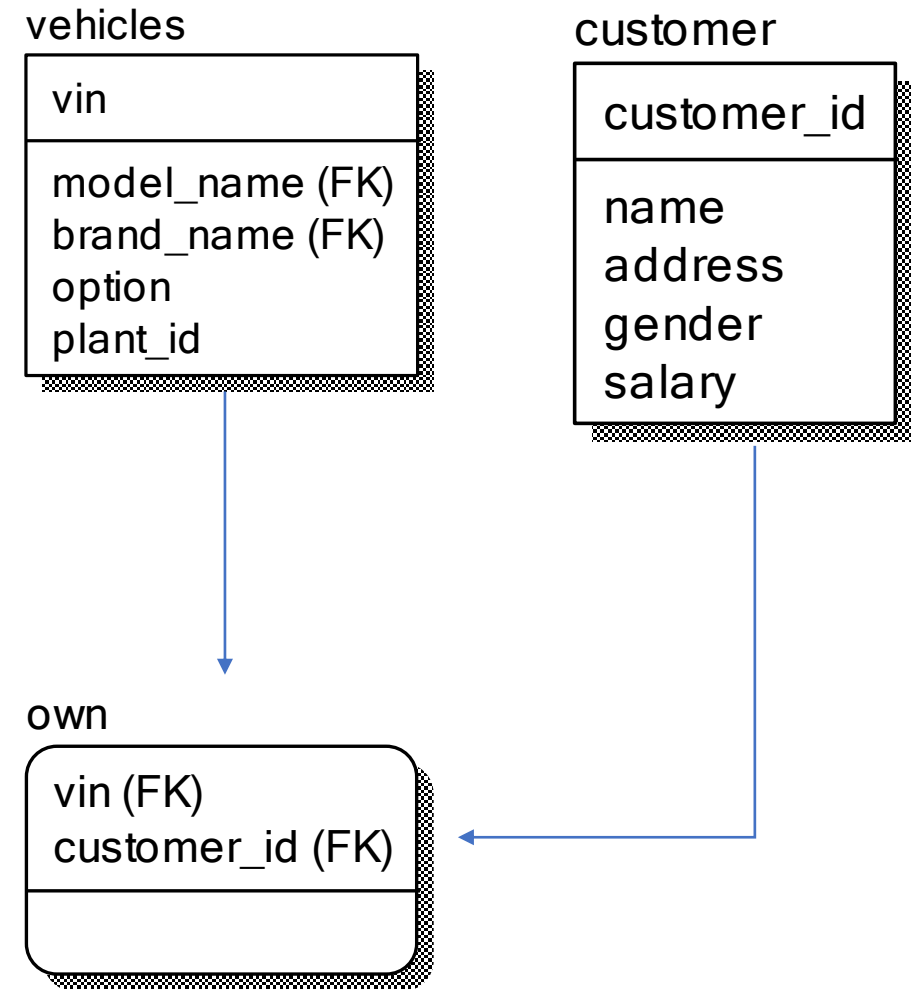 vehicles
vin
model_name (FK)
brand_name (FK)
option
plant_id
customer
customer_id
name
address
gender
salary
own
vin (FK)
customer_id (FK)